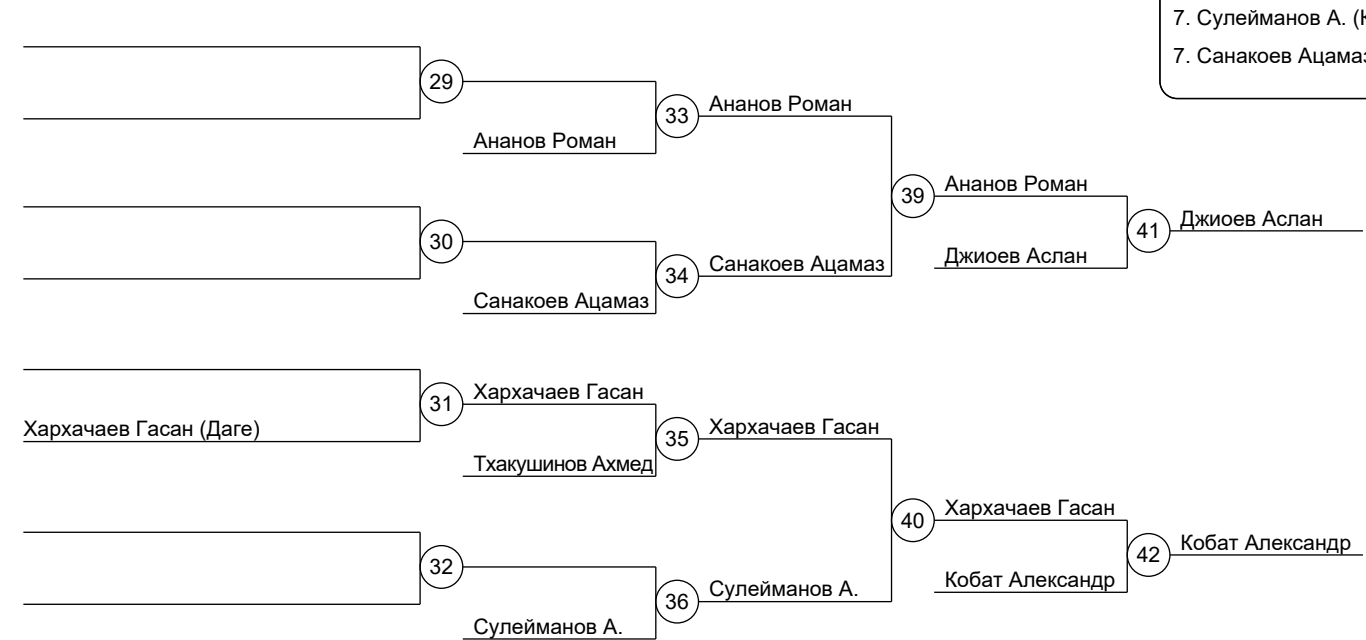 7. Сулейманов А. (
7. Санакоев Ацамаз
29
33
Ананов Роман
Ананов Роман
39
Ананов Роман
41
Джиоев Аслан
30
34
Санакоев Ацамаз
Джиоев Аслан
Санакоев Ацамаз
31
Хархачаев Гасан
35
Хархачаев Гасан
Хархачаев Гасан (Даге)
Тхакушинов Ахмед
40
Хархачаев Гасан
42
Кобат Александр
32
36
Сулейманов А.
Кобат Александр
Сулейманов А.